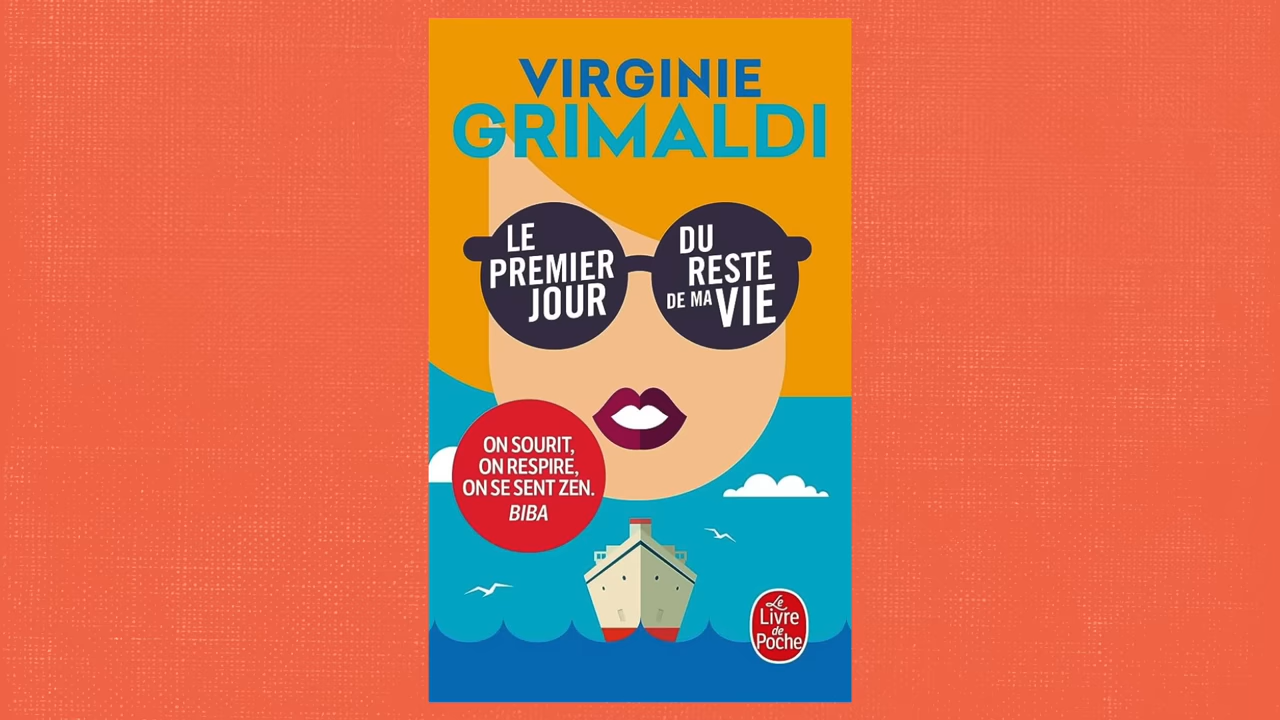 VIRGINIE
GRIMALDI
LE
PREMIER
JOUR
DU
RESTE
DE MA VIE
ON SOURIT,
ON RESPIRE,
ON SE SENT ZEN.
BIBA
Le
Livre
de
Poche